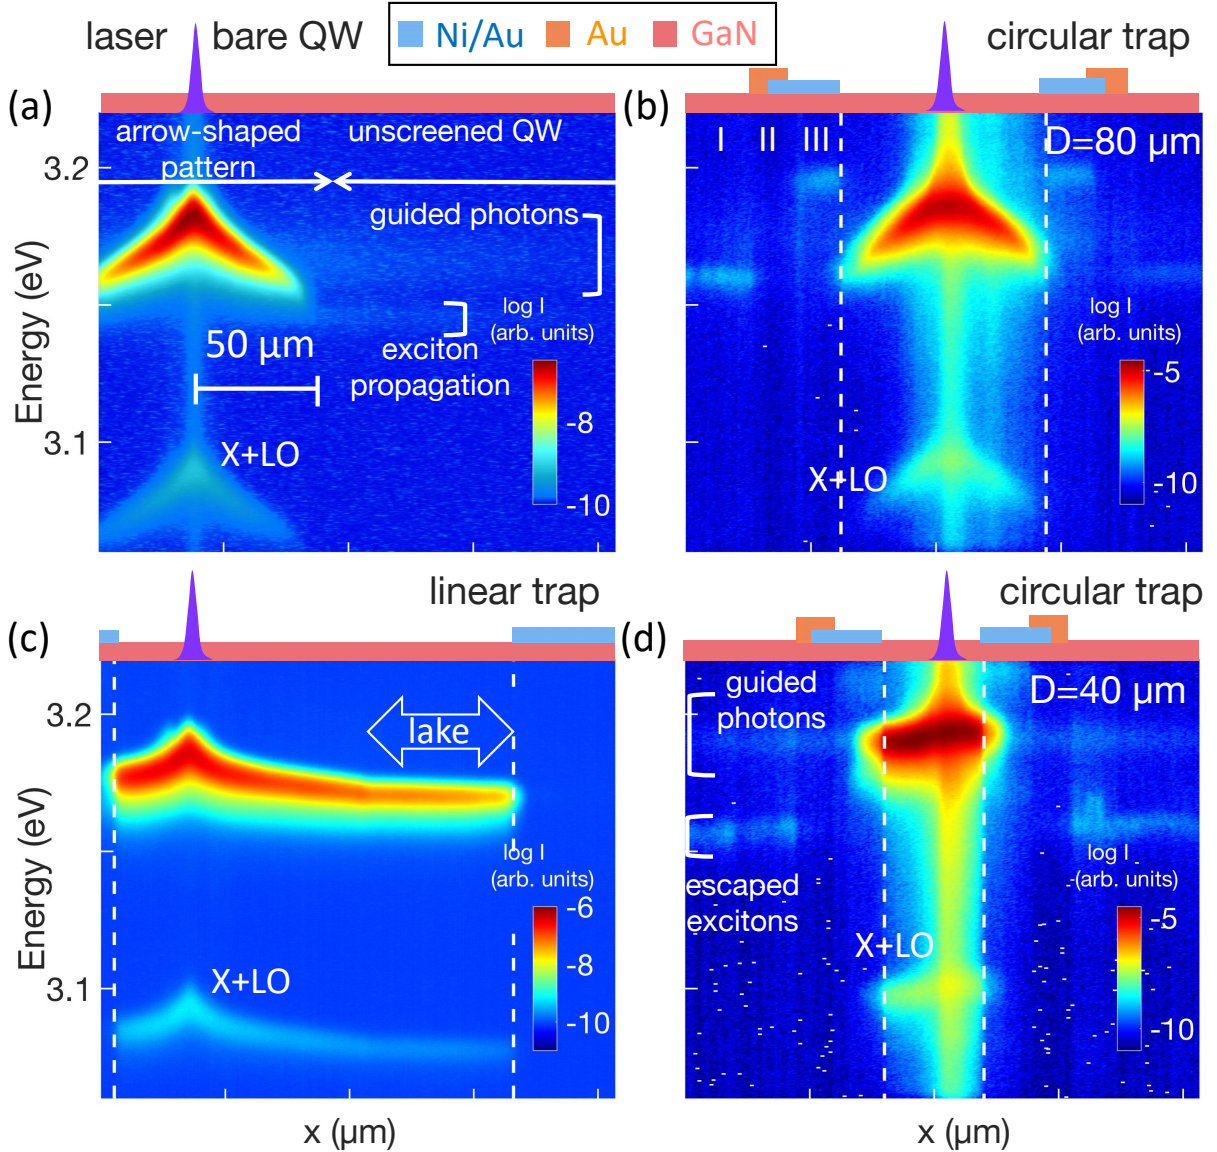 laser bare QW
Ni/Au Au GaN
circular trap
(a)
arrow-shaped
pattern
unscreened QW
guided photons
3.2
3.1
Energy (eV)
50 μm
exciton
propagation
X+LO
log I
(arb. units)
-8
-10
(b)
I II III
D=80 μm
X+LO
log I
(arb. units)
-5
-10
linear trap
(c)
3.2
3.1
Energy (eV)
lake
X+LO
log I
(arb. units)
-6
-8
-10
x (μm)
circular trap
(d)
guided
photons
D=40 μm
escaped
excitons
X+LO
log I
(arb. units)
-5
-10
x (μm)